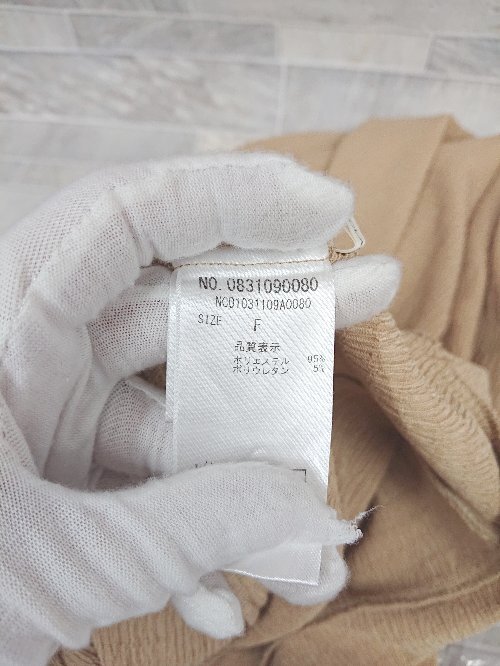 NO. 0831090080
NCD1031109A0080
SIZE F
品質表示
ポリエステル 95%
ポリウレタン 5%